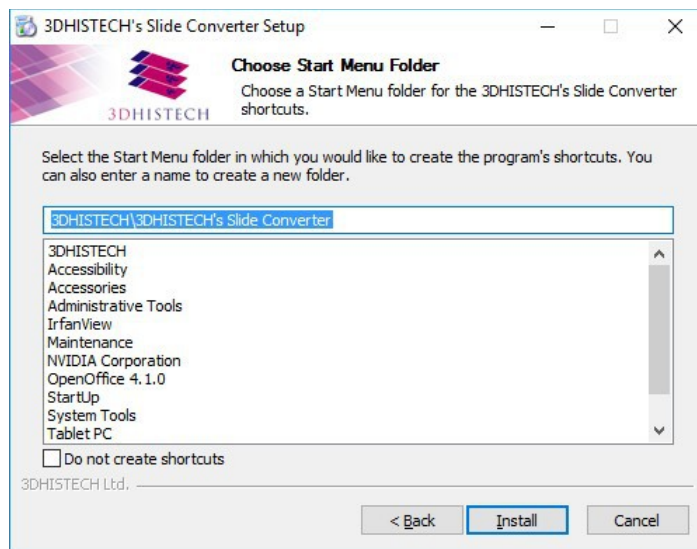 3DHISTECH's Slide Converter Setup
3DHISTECH
Choose Start Menu Folder
Choose a Start Menu folder for the 3DHISTECH's Slide Converter
shortcuts.
Select the Start Menu folder in which you would like to create the program's shortcuts. You
can also enter a name to create a new folder.
3DHISTECH\3DHISTECH's Slide Converter
3DHISTECH
Accessibility
Accessories
Administrative Tools
IrfanView
Maintenance
NVIDIA Corporation
OpenOffice 4.1.0
StartUp
System Tools
Tablet PC
Do not create shortcuts
3DHISTECH Ltd.
< Back Install Cancel